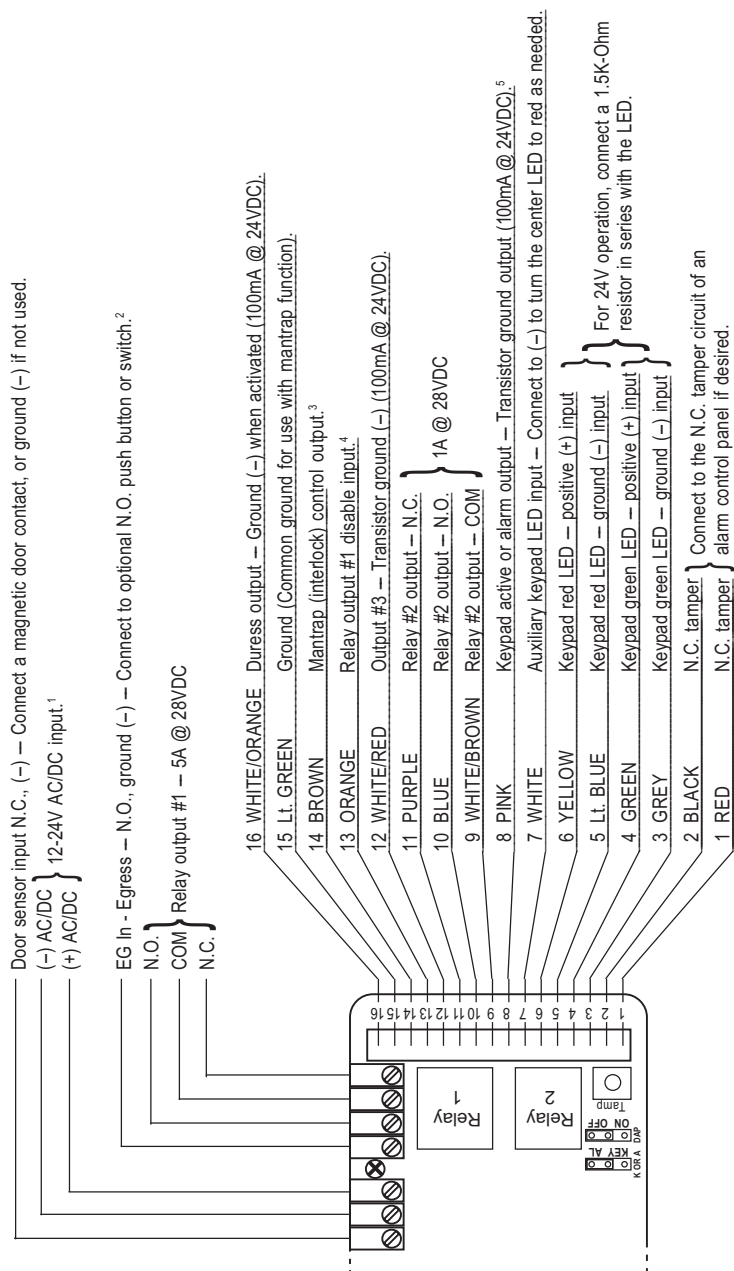 Door sensor input N.C., (–) – Connect a magnetic door contact, or ground (–) if not used.
(–) AC/DC
(+) AC/DC
12-24V AC/DC input.1
EG In - Egress – N.O., ground (–) – Connect to optional N.O. push button or switch.2
N.O.
COM
N.C.
Relay output #1 – 5A @ 28VDC
16 WHITE/ORANGE Duress output – Ground (–) when activated (100mA @ 24VDC).
15 Lt. GREEN Ground (Common ground for use with mantrap function).
14 BROWN Mantrap (interlock) control output.3
13 ORANGE Relay output #1 disable input.4
12 WHITE/RED Output #3 – Transistor ground (–) (100mA @ 24VDC).
11 PURPLE Relay #2 output – N.C.
10 BLUE Relay #2 output – N.O.
9 WHITE/BROWN Relay #2 output – COM
1A @ 28VDC
8 PINK Keypad active or alarm output – Transistor ground output (100mA @ 24VDC).5
7 WHITE Auxiliary keypad LED input – Connect to (–) to turn the center LED to red as needed.
6 YELLOW Keypad red LED – positive (+) input
5 Lt. BLUE Keypad red LED – ground (–) input
4 GREEN Keypad green LED – positive (+) input
3 GREY Keypad green LED – ground (–) input
For 24V operation, connect a 1.5K-Ohm
resistor in series with the LED.
2 BLACK N.C. tamper
1 RED N.C. tamper
Connect to the N.C. tamper circuit of an
alarm control panel if desired.
16
15
14
13
12
11
10
9
8
7
6
5
4
3
2
1
Relay
1
Relay
2
Tamp
ON OFF
DAP
KEY AL
K OR A